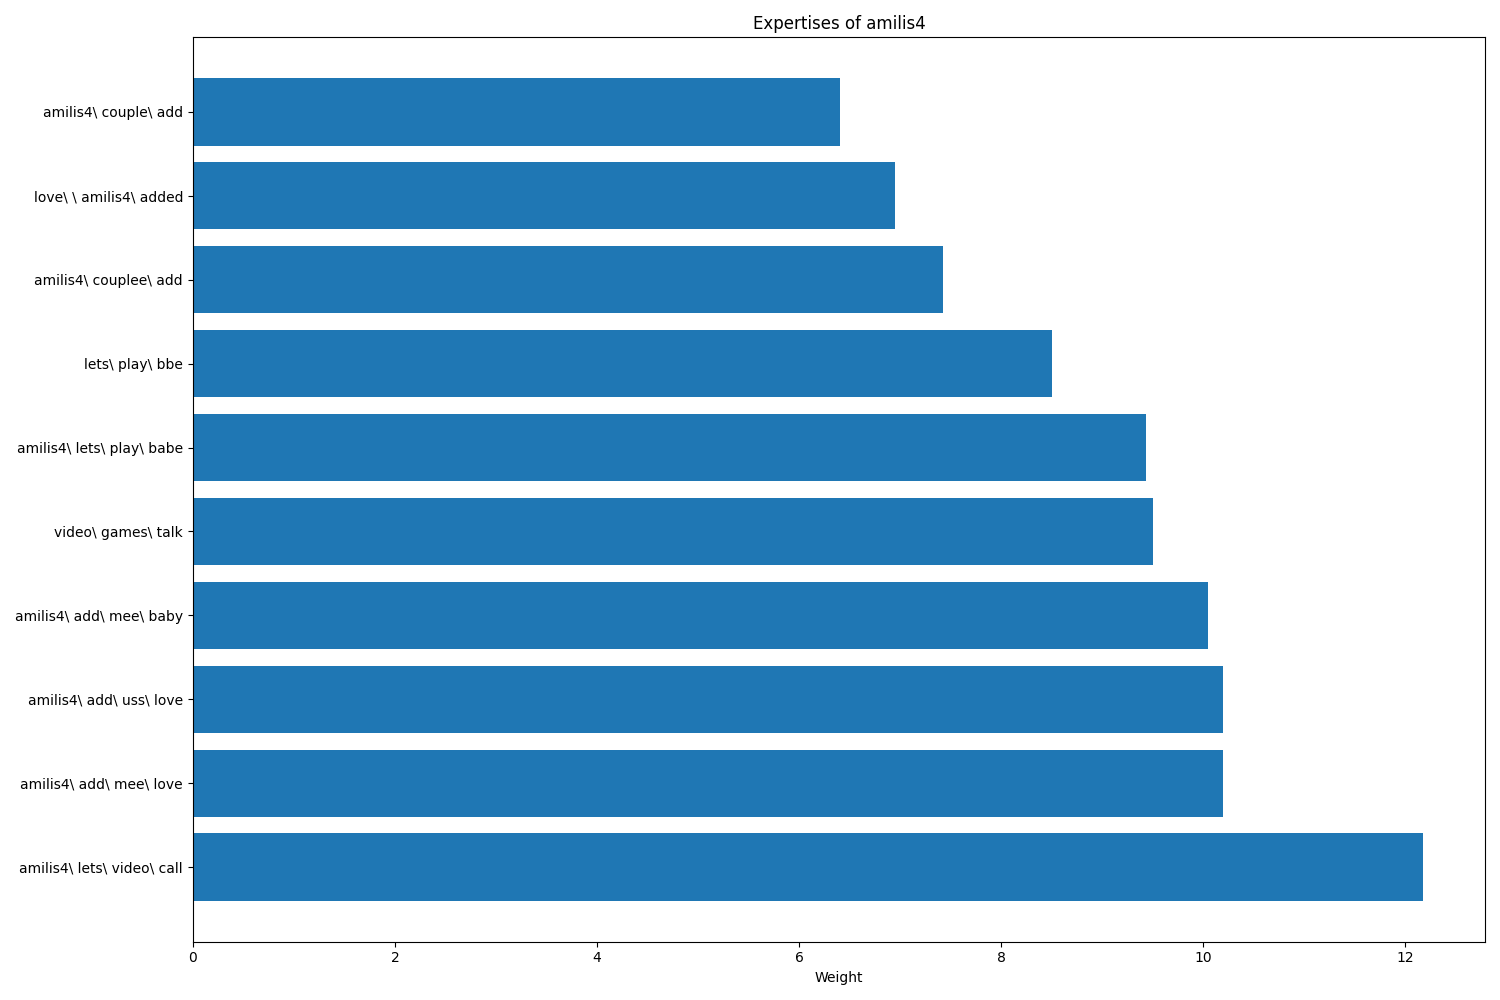 Expertises of amilis4
amilis4\ couple\ add
love\ \ amilis4\ added
amilis4\ couplee\ add
lets\ play\ bbe
amilis4\ lets\ play\ babe
video\ games\ talk
amilis4\ add\ mee\ baby
amilis4\ add\ uss\ love
amilis4\ add\ mee\ love
amilis4\ lets\ video\ call
0 2 4 6 8 10 12
Weight